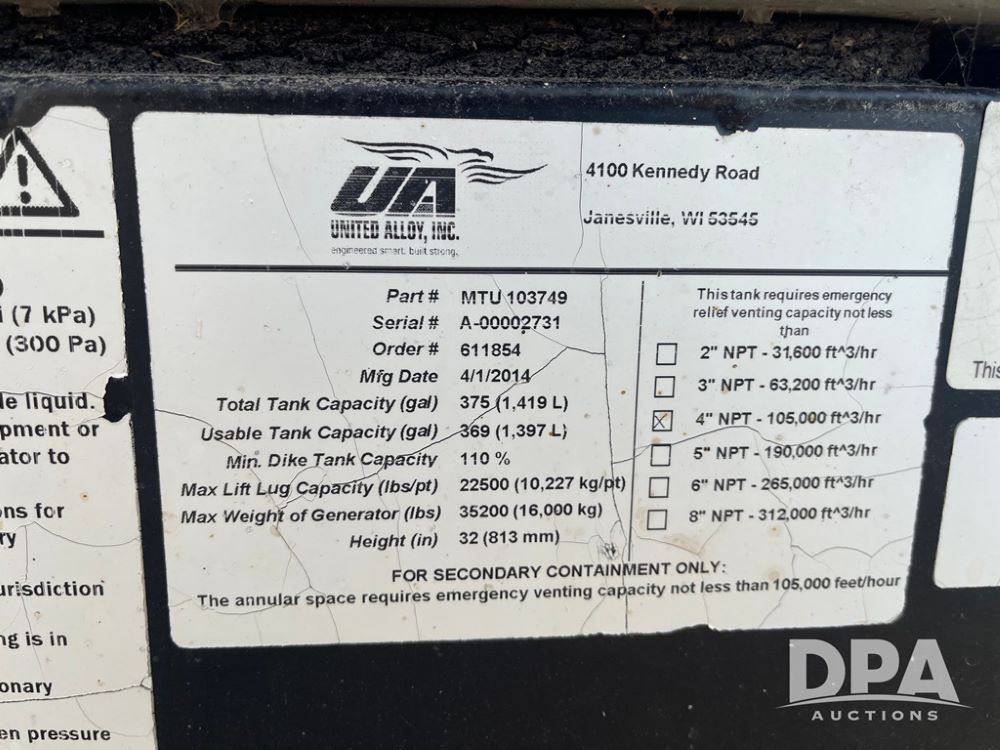 i (7 kPa)
(300 Pa)
le liquid.
pment or
ator to
ons for
ry
urisdiction
ng is in
onary
en pressure
UA
UNITED ALLOY, INC.
engineered smart. built strong.
4100 Kennedy Road
Janesville, WI 53545
Part # MTU 103749
Serial # A-00002731
Order # 611854
Mfg Date 4/1/2014
Total Tank Capacity (gal) 375 (1,419 L)
Usable Tank Capacity (gal) 369 (1,397 L)
Min. Dike Tank Capacity 110 %
Max Lift Lug Capacity (lbs/pt) 22500 (10,227 kg/pt)
Max Weight of Generator (lbs) 35200 (16,000 kg)
Height (in) 32 (813 mm)
This tank requires emergency
relief venting capacity not less
than
2" NPT - 31,600 ft^3/hr
3" NPT - 63,200 ft^3/hr
4" NPT - 105,000 ft^3/hr
5" NPT - 190,000 ft^3/hr
6" NPT - 265,000 ft^3/hr
8" NPT - 312,000 ft^3/hr
FOR SECONDARY CONTAINMENT ONLY:
The annular space requires emergency venting capacity not less than 105,000 feet/hour
This
DPA
AUCTIONS